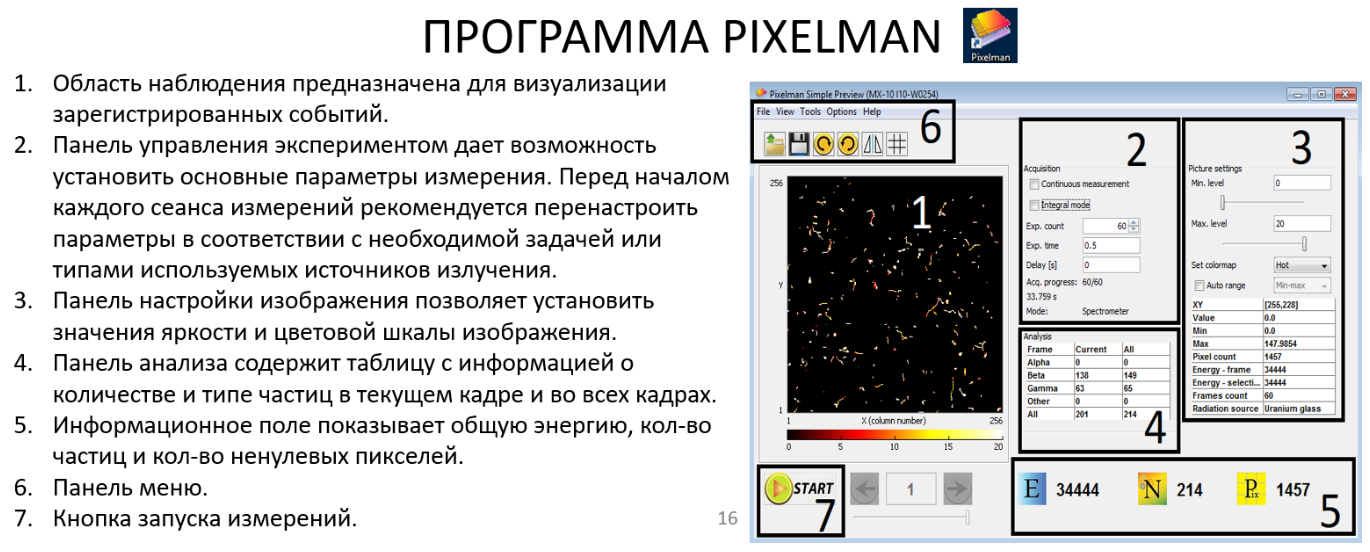 ПРОГРАММА PIXELMAN
Pixelman
1. Область наблюдения предназначена для визуализации
зарегистрированных событий.
2. Панель управления экспериментом дает возможность
установить основные параметры измерения. Перед началом
каждого сеанса измерений рекомендуется перенастроить
параметры в соответствии с необходимой задачей или
типами используемых источников излучения.
3. Панель настройки изображения позволяет установить
значения яркости и цветовой шкалы изображения.
4. Панель анализа содержит таблицу с информацией о
количестве и типе частиц в текущем кадре и во всех кадрах.
5. Информационное поле показывает общую энергию, кол-во
частиц и кол-во ненулевых пикселей.
6. Панель меню.
7. Кнопка запуска измерений.
16
Pixelman Simple Preview (MX-10 I10-W0254)
File View Tools Options Help
6
256
1
Y
1
1 X (column number) 256
0 5 10 15 20
START
7
1
2
Acquisition
Continuous measurement
Integral mode
Exp. count 60
Exp. time 0.5
Delay [s] 0
Acq. progress: 60/60
33.759 s
Mode: Spectrometer
Analysis
Frame Current All
Alpha 0 0
Beta 138 149
Gamma 63 65
Other 0 0
All 201 214
4
3
Picture settings
Min. level 0
Max. level 20
Set colormap Hot
Auto range Min-max
XY [255,228]
Value 0.0
Min 0.0
Max 147.9854
Pixel count 1457
Energy - frame 34444
Energy - selecti... 34444
Frames count 60
Radiation source Uranium glass
E 34444 N 214 Pix 1457
5